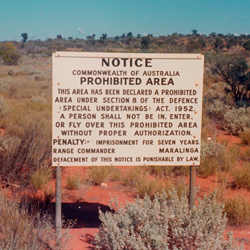 NOTICE
COMMONWEALTH OF AUSTRALIA
PROHIBITED AREA
THIS AREA HAS BEEN DECLARED A PROHIBITED
AREA UNDER SECTION 8 OF THE DEFENCE
(SPECIAL UNDERTAKINGS) ACT, 1952.
A PERSON SHALL NOT BE IN, ENTER,
OR FLY OVER THIS PROHIBITED AREA
WITHOUT PROPER AUTHORIZATION.
PENALTY:- IMPRISONMENT FOR SEVEN YEARS.
RANGE COMMANDER MARALINGA
DEFACEMENT OF THIS NOTICE IS PUNISHABLE BY LAW.